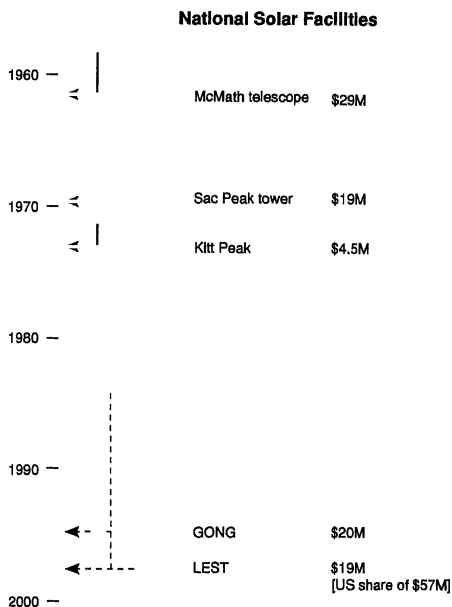 National Solar Facilities
1960
McMath telescope $29M
Sac Peak tower $19M
1970
Kitt Peak $4.5M
1980
1990
GONG $20M
LEST $19M
[US share of $57M]
2000